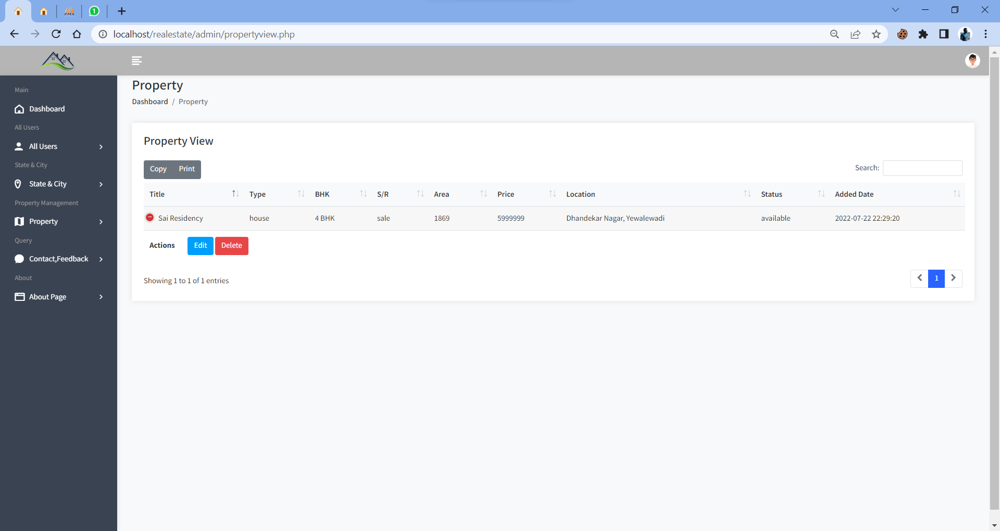 1
PMA
localhost/realestate/admin/propertyview.php
Main
Dashboard
All Users
All Users
State & City
State & City
Property Management
Property
Query
Contact,Feedback
About
About Page
Property
Dashboard / Property
Property View
Copy Print
Search:
Title Type BHK S/R Area Price Location Status Added Date
Sai Residency house 4 BHK sale 1869 5999999 Dhandekar Nagar, Yewalewadi available 2022-07-22 22:29:20
Actions Edit Delete
Showing 1 to 1 of 1 entries
1